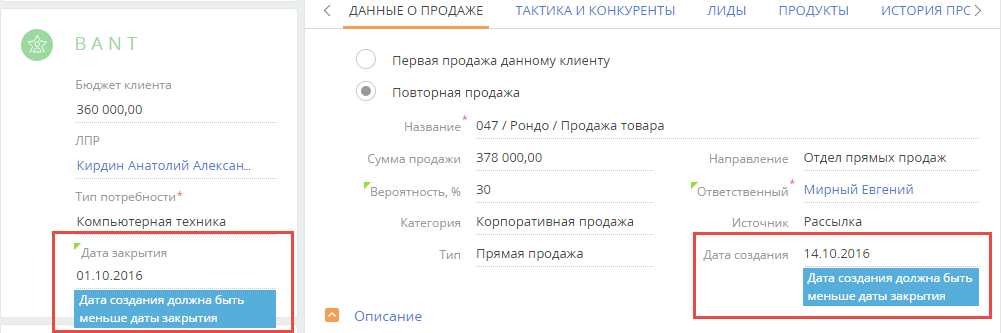 BANT
Бюджет клиента
360 000,00
ЛПР
Кирдин Анатолий Алексан...
Тип потребности*
Компьютерная техника
Дата закрытия
01.10.2016
Дата создания должна быть
меньше даты закрытия
ДАННЫЕ О ПРОДАЖЕ ТАКТИКА И КОНКУРЕНТЫ ЛИДЫ ПРОДУКТЫ ИСТОРИЯ ПРС
Первая продажа данному клиенту
Повторная продажа
Название* 047 / Рондо / Продажа товара
Сумма продажи 378 000,00 Направление Отдел прямых продаж
Вероятность, % 30 Ответственный* Мирный Евгений
Категория Корпоративная продажа Источник Рассылка
Тип Прямая продажа Дата создания 14.10.2016
Дата создания должна быть
меньше даты закрытия
Описание